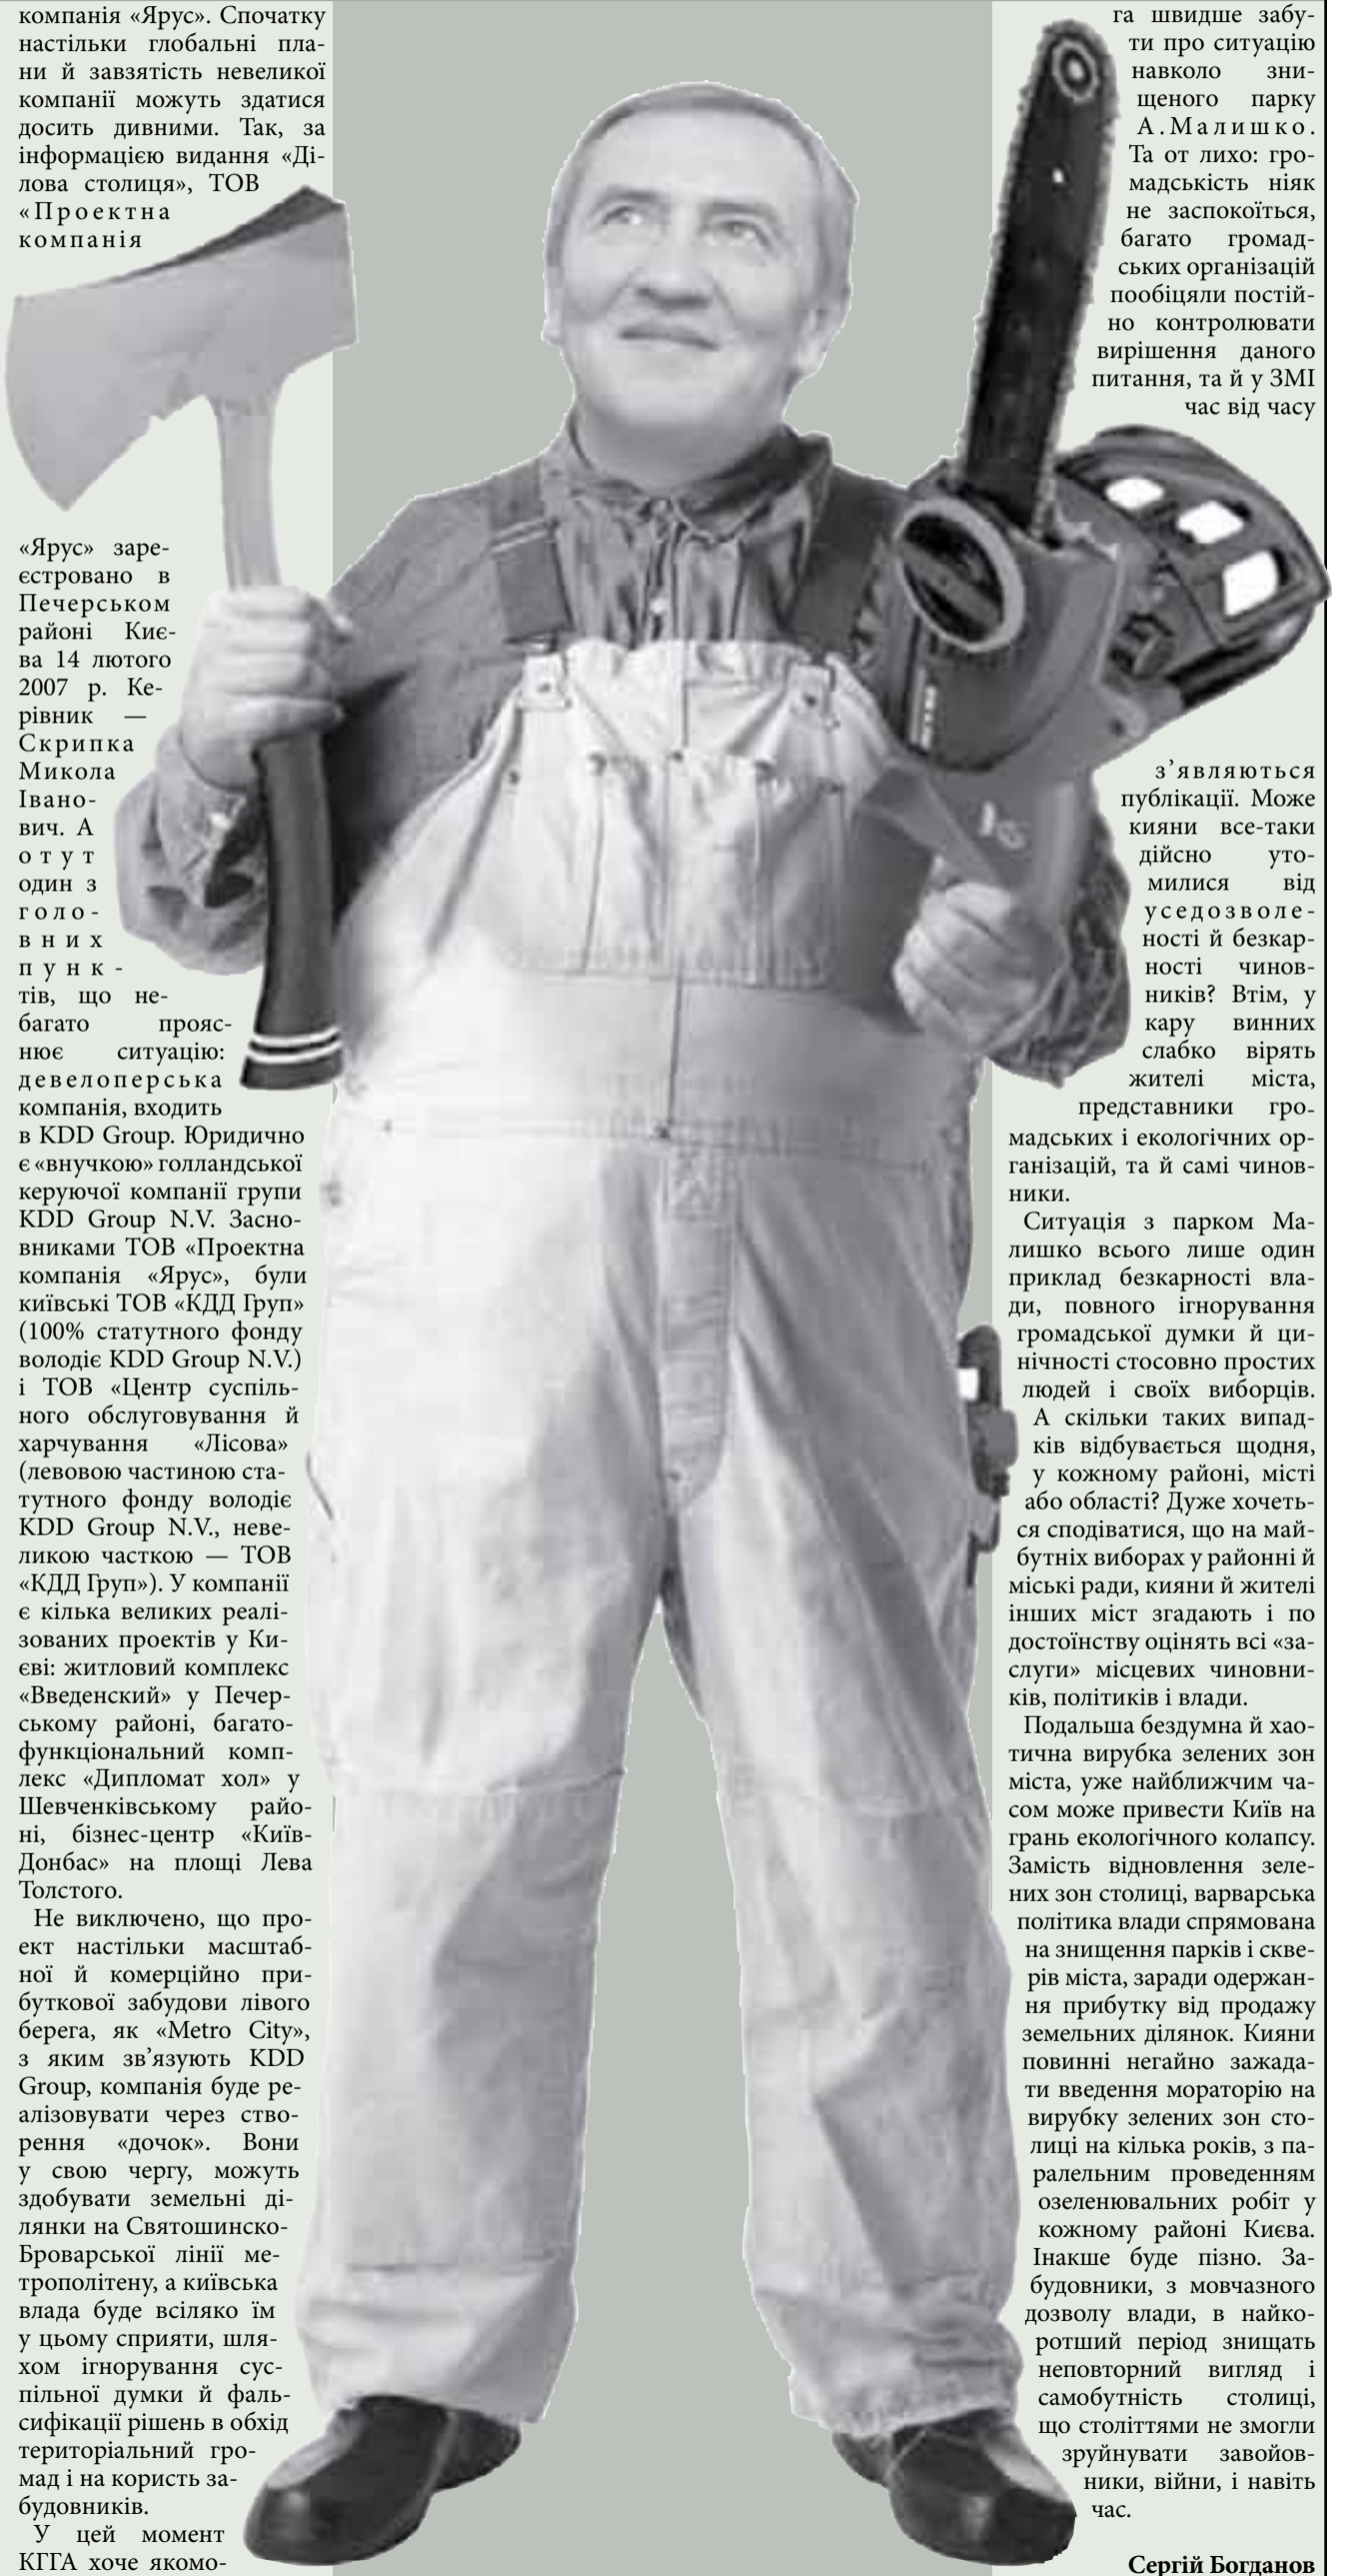 компанія «Ярус». Спочатку
настільки глобальні пла-
ни й завзятість невеликої
компанії можуть здатися
досить дивними. Так, за
інформацією видання «Ді-
лова столиця», ТОВ
«Проектна
компанія
«Ярус» заре-
єстровано в
Печерськом
районі Киє-
ва 14 лютого
2007 р. Ке-
рівник —
Скрипка
Микола
Івано-
вич. А
отут
один з
голо-
вних
пунк-
тів, що не-
багато прояс-
нює ситуацію:
девелоперська
компанія, входить
в KDD Group. Юридично
є «внучкою» голландської
керуючої компанії групи
KDD Group N.V. Засно-
вниками ТОВ «Проектна
компанія «Ярус», були
київські ТОВ «КДД Груп»
(100% статутного фонду
володіє KDD Group N.V.)
і ТОВ «Центр суспіль-
ного обслуговування й
харчування «Лісова»
(левовою частиною ста-
тутного фонду володіє
KDD Group N.V., неве-
ликою часткою — ТОВ
«КДД Груп»). У компанії
є кілька великих реалі-
зованих проектів у Ки-
єві: житловий комплекс
«Введенский» у Печер-
ському районі, багато-
функціональний комп-
лекс «Дипломат хол» у
Шевченківському райо-
ні, бізнес-центр «Київ-
Донбас» на площі Лева
Толстого.
Не виключено, що про-
ект настільки масштаб-
ної й комерційно при-
буткової забудови лівого
берега, як «Metro City»,
з яким зв’язують KDD
Group, компанія буде ре-
алізовувати через ство-
рення «дочок». Вони
у свою чергу, можуть
здобувати земельні ді-
лянки на Святошинско-
Броварської лінії ме-
трополітену, а київська
влада буде всіляко їм
у цьому сприяти, шля-
хом ігнорування сус-
пільної думки й фаль-
сифікації рішень в обхід
територіальний гро-
мад і на користь за-
будовників.
У цей момент
КГГА хоче якомо-
га швидше забу-
ти про ситуацію
навколо зни-
щеного парку
А.Малишко.
Та от лихо: гро-
мадськість ніяк
не заспокоїться,
багато громад-
ських організацій
пообіцяли постій-
но контролювати
вирішення даного
питання, та й у ЗМІ
час від часу
з’являються
публікації. Може
кияни все-таки
дійсно уто-
милися від
уседозволе-
ності й безкар-
ності чинов-
ників? Втім, у
кару винних
слабко вірять
жителі міста,
представники гро-
мадських і екологічних ор-
ганізацій, та й самі чинов-
ники.
Ситуація з парком Ма-
лишко всього лише один
приклад безкарності вла-
ди, повного ігнорування
громадської думки й ци-
нічності стосовно простих
людей і своїх виборців.
А скільки таких випад-
ків відбувається щодня,
у кожному районі, місті
або області? Дуже хочеть-
ся сподіватися, що на май-
бутніх виборах у районні й
міські ради, кияни й жителі
інших міст згадають і по
достоїнству оцінять всі «за-
слуги» місцевих чиновни-
ків, політиків і влади.
Подальша бездумна й хао-
тична вирубка зелених зон
міста, уже найближчим ча-
сом може привести Київ на
грань екологічного колапсу.
Замість відновлення зеле-
них зон столиці, варварська
політика влади спрямована
на знищення парків і скве-
рів міста, заради одержан-
ня прибутку від продажу
земельних ділянок. Кияни
повинні негайно зажада-
ти введення мораторію на
вирубку зелених зон сто-
лиці на кілька років, з па-
ралельним проведенням
озеленювальних робіт у
кожному районі Києва.
Інакше буде пізно. За-
будовники, з мовчазного
дозволу влади, в найко-
ротший період знищать
неповторний вигляд і
самобутність столиці,
що століттями не змогли
зруйнувати завойов-
ники, війни, і навіть
час.
Сергій Богданов